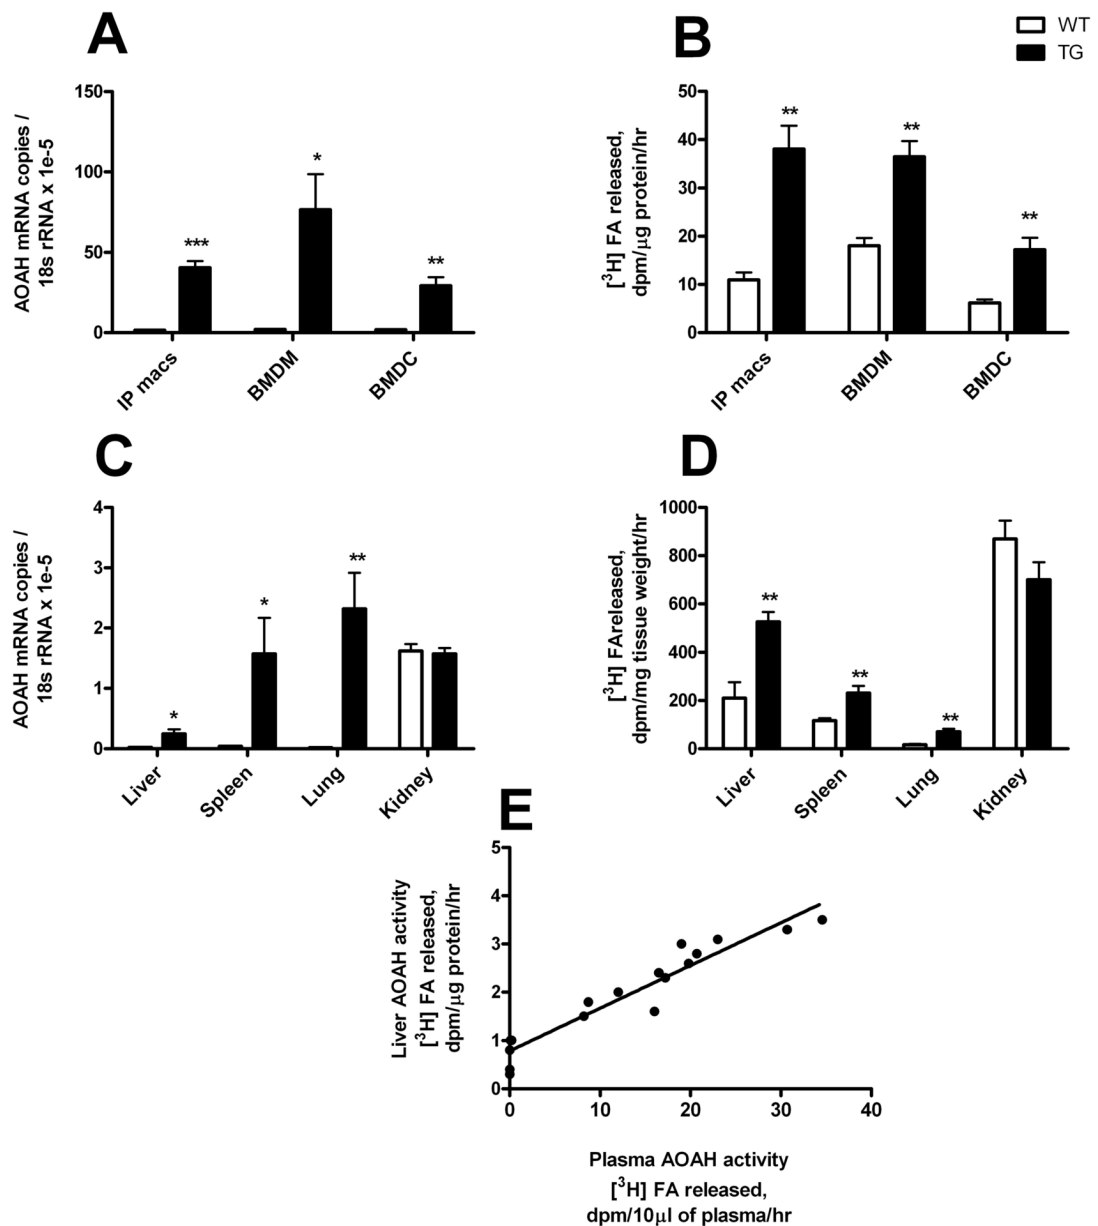 A
AOAH mRNA copies /
18s rRNA x 1e-5
150
100
50
0
***
*
**
IP macs
BMDM
BMDC
B
WT
TG
[³H] FA released,
dpm/µg protein/hr
50
40
30
20
10
0
**
**
**
IP macs
BMDM
BMDC
C
AOAH mRNA copies /
18s rRNA x 1e-5
4
3
2
1
0
*
*
**
Liver
Spleen
Lung
Kidney
D
[³H] FAreleased,
dpm/mg tissue weight/hr
1000
800
600
400
200
0
**
**
**
Liver
Spleen
Lung
Kidney
E
Liver AOAH activity
[³H] FA released,
dpm/µg protein/hr
5
4
3
2
1
0
0
10
20
30
40
Plasma AOAH activity
[³H] FA released,
dpm/10µl of plasma/hr